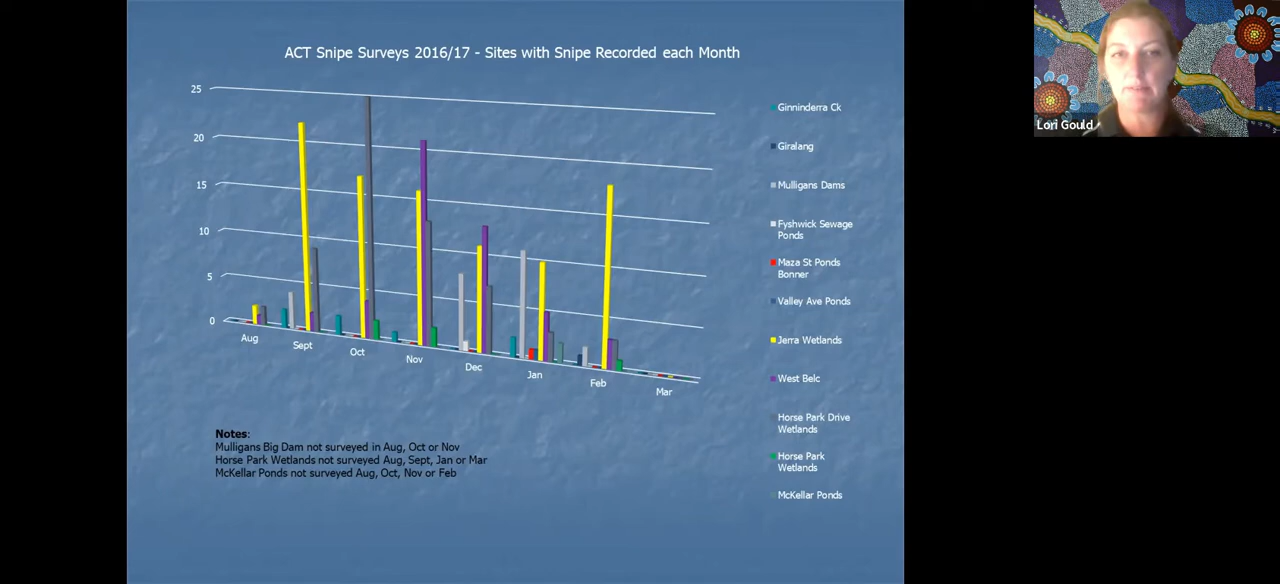 ACT Snipe Surveys 2016/17 - Sites with Snipe Recorded each Month
25
20
15
10
5
0
Aug
Sept
Oct
Nov
Dec
Jan
Feb
Mar
Ginninderra Ck
Giralang
Mulligans Dams
Fyshwick Sewage
Ponds
Maza St Ponds
Bonner
Valley Ave Ponds
Jerra Wetlands
West Belc
Horse Park Drive
Wetlands
Horse Park
Wetlands
McKellar Ponds
Notes:
Mulligans Big Dam not surveyed in Aug, Oct or Nov
Horse Park Wetlands not surveyed Aug, Sept, Jan or Mar
McKellar Ponds not surveyed Aug, Oct, Nov or Feb
Lori Gould